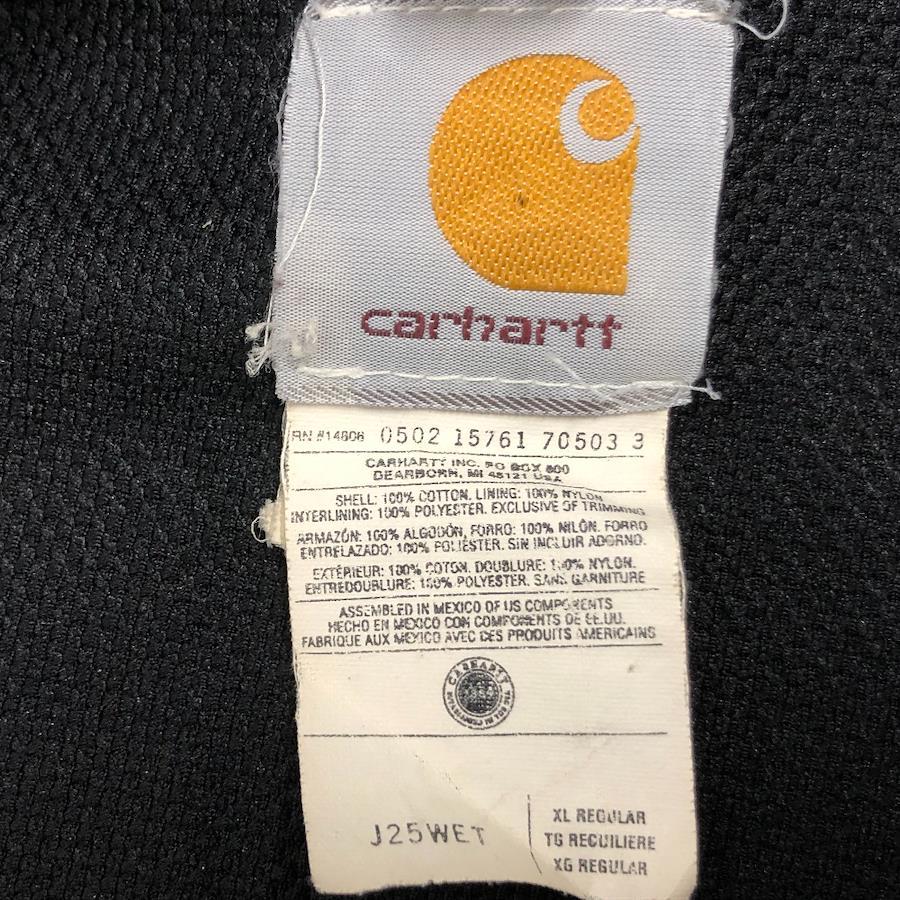 carhartt
RN #14806 0502 15761 70503 3
CARHARTT INC. PO BOX 600
DEARBORN, MI 48121 USA
SHELL: 100% COTTON. LINING: 100% NYLON.
INTERLINING: 100% POLYESTER. EXCLUSIVE OF TRIMMING
ARMAZÓN: 100% ALGODÓN, FORRO: 100% NILÓN. FORRO
ENTRELAZADO: 100% POLIÉSTER. SIN INCLUIR ADORNO.
EXTÉRIEUR: 100% COTON. DOUBLURE: 100% NYLON.
ENTREDOUBLURE: 100% POLYESTER. SANS GARNITURE
ASSEMBLED IN MEXICO OF US COMPONENTS
HECHO EN MEXICO CON COMPONENTS DE EE.UU.
FABRIQUE AUX MEXICO AVEC DES PRODUITS AMERICAINS
CARHARTT
J25WET
XL REGULAR
TG RECUILIERE
XG REGULAR